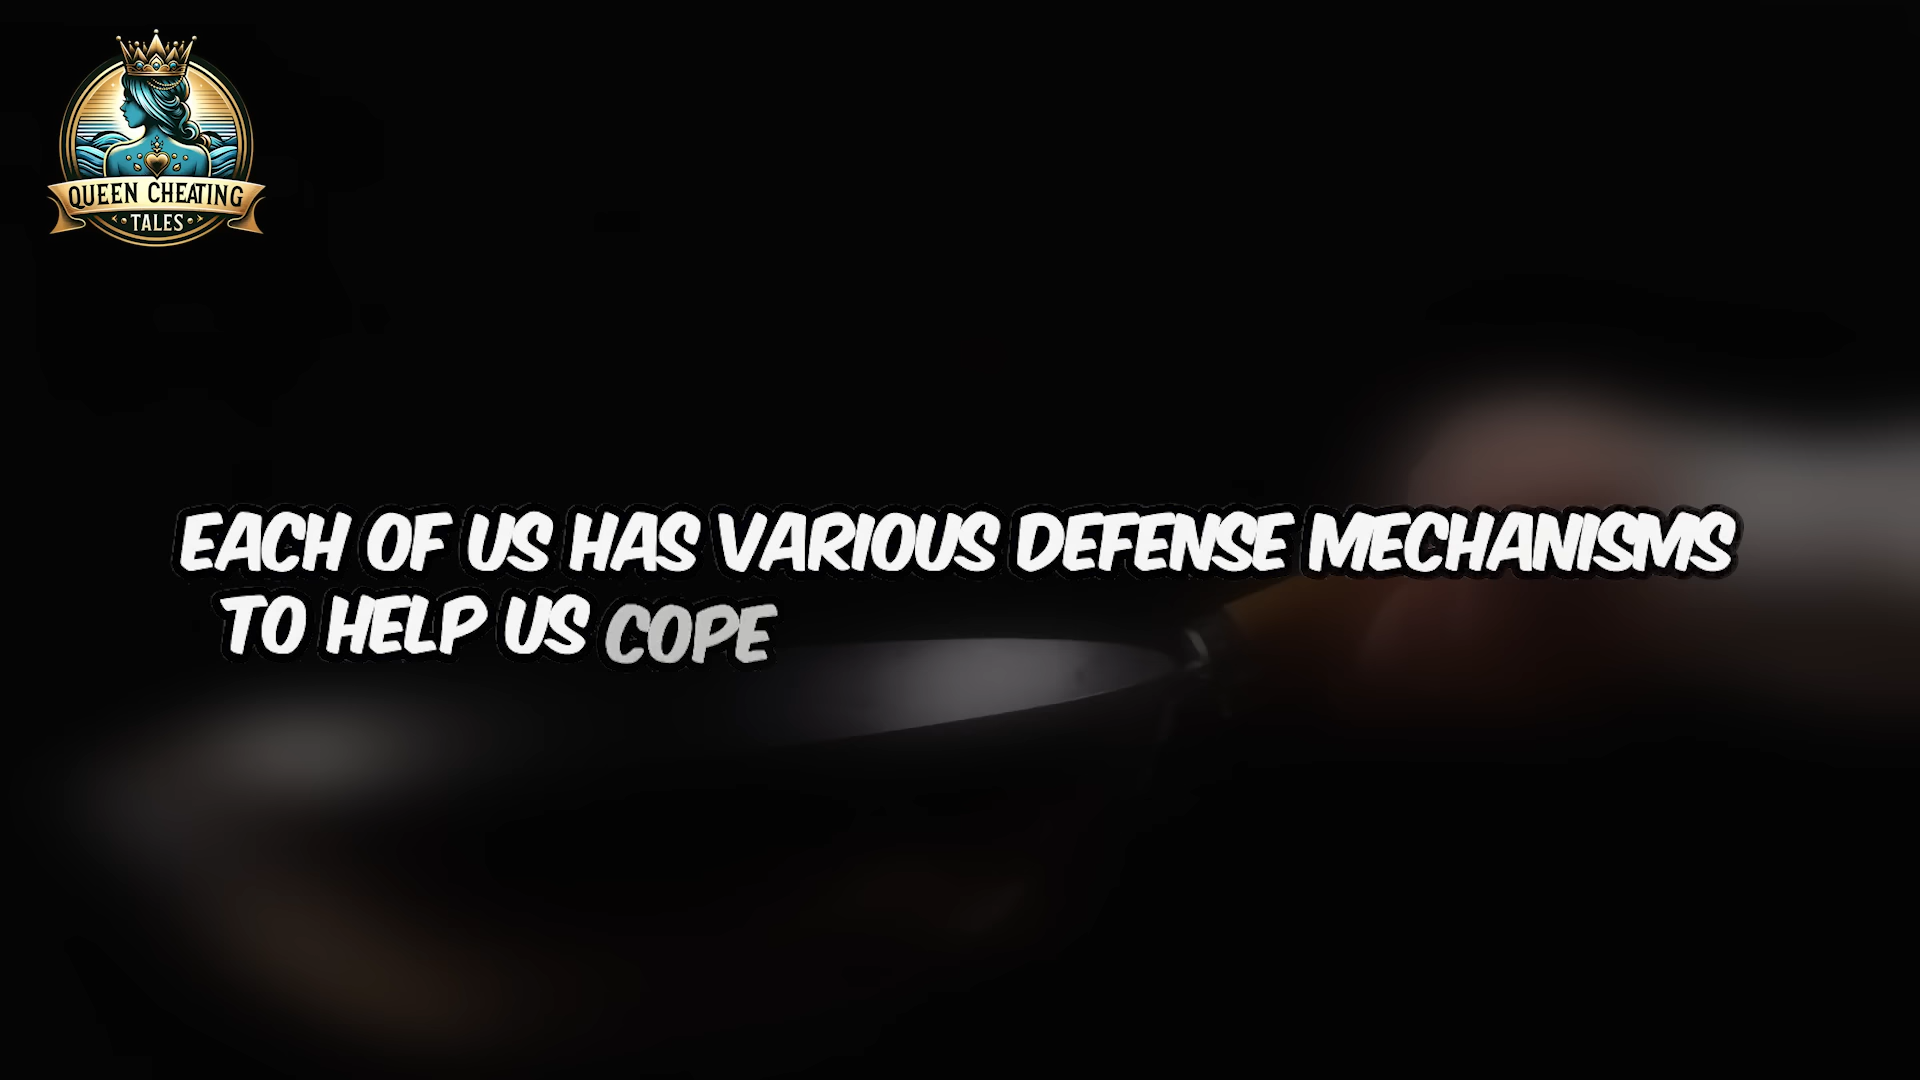 QUEEN CHEATING
TALES
EACH OF US HAS VARIOUS DEFENSE MECHANISMS
TO HELP US COPE